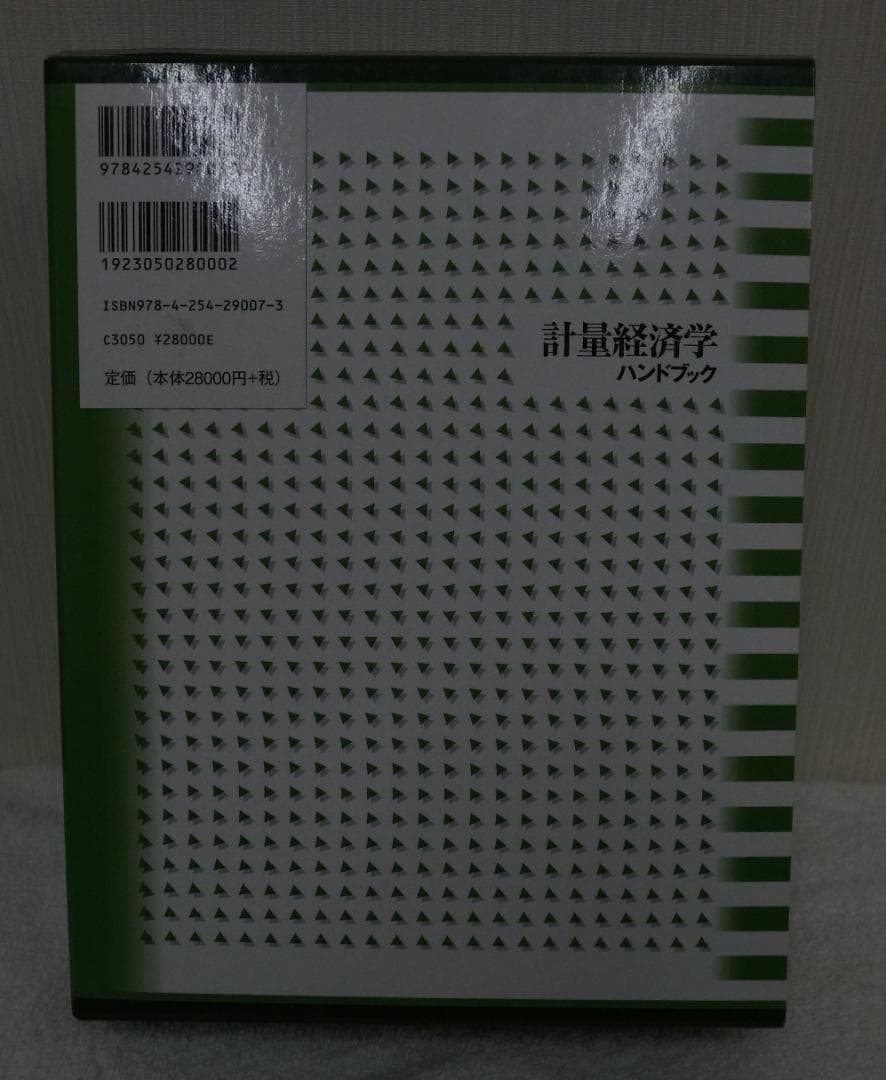 1923050280002
ISBN978-4-254-29007-3
C3050 ¥28000E
定価（本体28000円+税）
計量経済学
ハンドブック